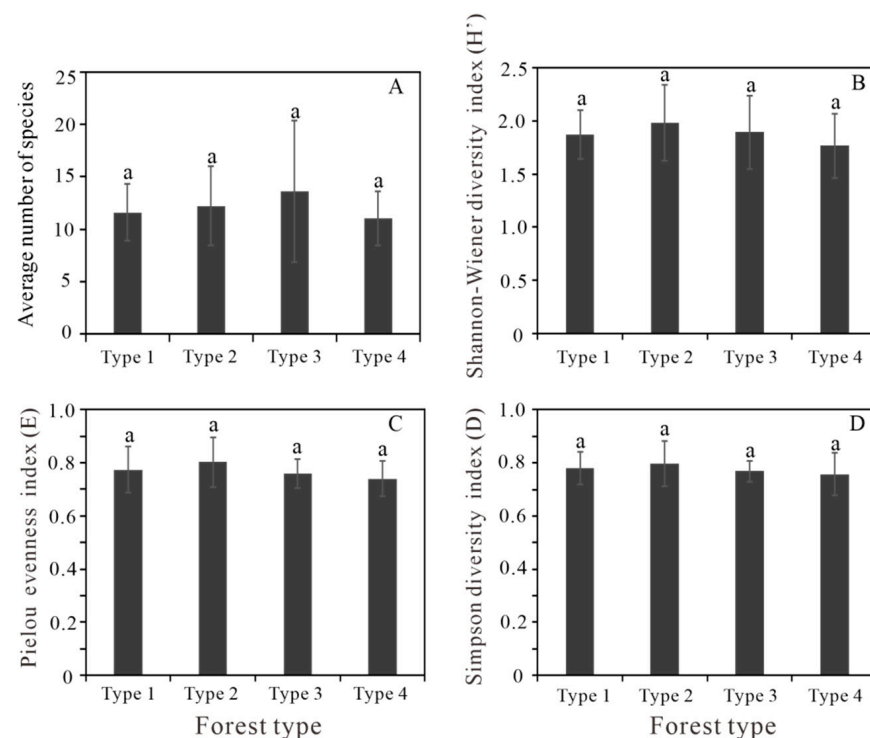 Average number of species
25
20
15
10
5
0
A
a
a
a
a
Type 1
Type 2
Type 3
Type 4
Shannon-Wiener diversity index (H’)
2.5
2.0
1.5
1.0
0.5
0
B
a
a
a
a
Type 1
Type 2
Type 3
Type 4
Pielou evenness index (E)
1.0
0.8
0.6
0.4
0.2
0
C
a
a
a
a
Type 1
Type 2
Type 3
Type 4
Forest type
Simpson diversity index (D)
1.0
0.8
0.6
0.4
0.2
0
D
a
a
a
a
Type 1
Type 2
Type 3
Type 4
Forest type